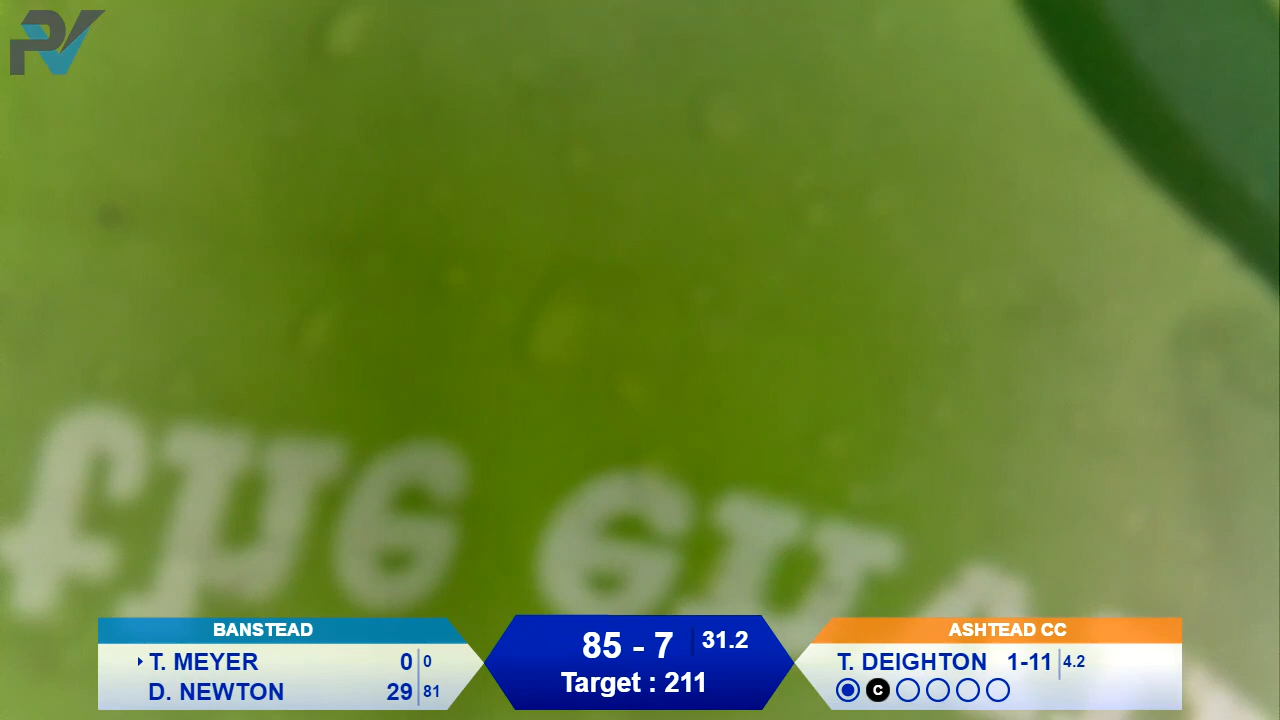 BANSTEAD
T. MEYER 0 0
D. NEWTON 29 81
85 - 7 31.2
Target : 211
ASHTEAD CC
T. DEIGHTON 1-11 4.2
C